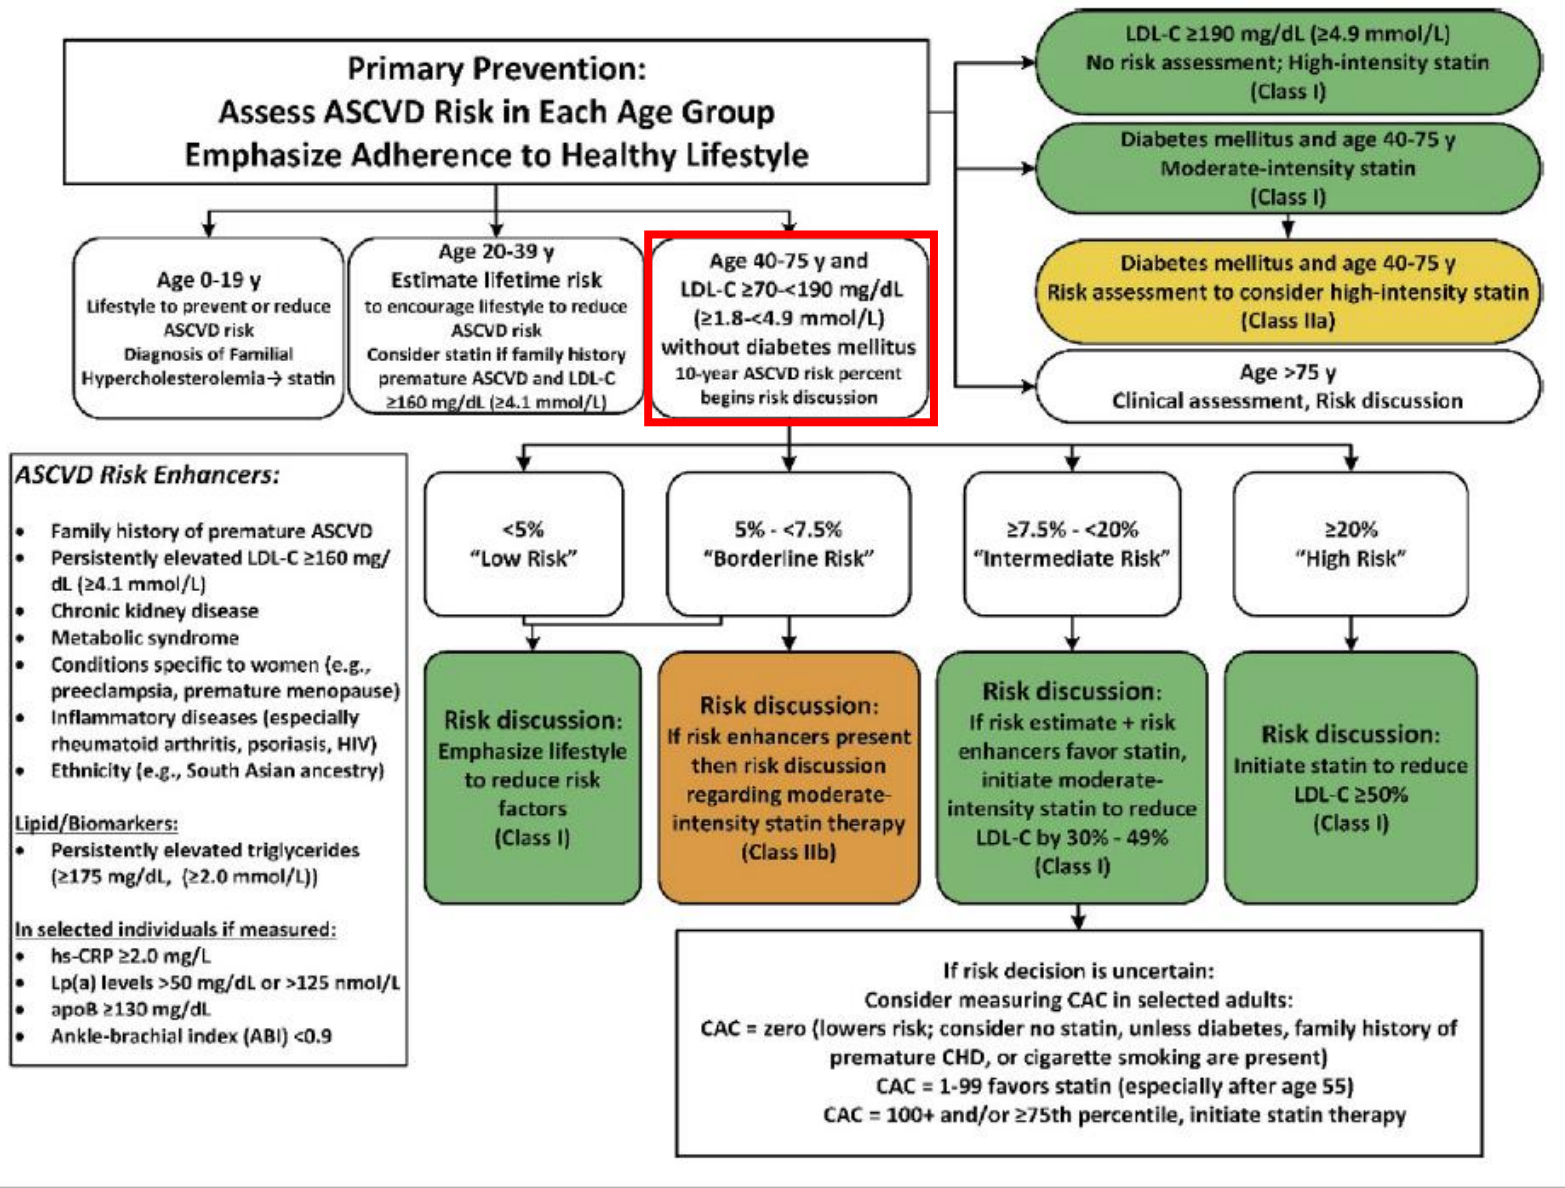 Primary Prevention:
Assess ASCVD Risk in Each Age Group
Emphasize Adherence to Healthy Lifestyle
LDL-C ≥190 mg/dL (≥4.9 mmol/L)
No risk assessment; High-intensity statin
(Class I)
Diabetes mellitus and age 40-75 y
Moderate-intensity statin
(Class I)
Diabetes mellitus and age 40-75 y
Risk assessment to consider high-intensity statin
(Class IIa)
Age >75 y
Clinical assessment, Risk discussion
Age 0-19 y
Lifestyle to prevent or reduce
ASCVD risk
Diagnosis of Familial
Hypercholesterolemia→ statin
Age 20-39 y
Estimate lifetime risk
to encourage lifestyle to reduce
ASCVD risk
Consider statin if family history
premature ASCVD and LDL-C
≥160 mg/dL (≥4.1 mmol/L)
Age 40-75 y and
LDL-C ≥70-<190 mg/dL
(≥1.8-<4.9 mmol/L)
without diabetes mellitus
10-year ASCVD risk percent
begins risk discussion
ASCVD Risk Enhancers:
• Family history of premature ASCVD
• Persistently elevated LDL-C ≥160 mg/
dL (≥4.1 mmol/L)
• Chronic kidney disease
• Metabolic syndrome
• Conditions specific to women (e.g.,
preeclampsia, premature menopause)
• Inflammatory diseases (especially
rheumatoid arthritis, psoriasis, HIV)
• Ethnicity (e.g., South Asian ancestry)
Lipid/Biomarkers:
• Persistently elevated triglycerides
(≥175 mg/dL, (≥2.0 mmol/L))
In selected individuals if measured:
• hs-CRP ≥2.0 mg/L
• Lp(a) levels >50 mg/dL or >125 nmol/L
• apoB ≥130 mg/dL
• Ankle-brachial index (ABI) <0.9
<5%
"Low Risk"
5% - <7.5%
"Borderline Risk"
≥7.5% - <20%
"Intermediate Risk"
≥20%
"High Risk"
Risk discussion:
Emphasize lifestyle
to reduce risk
factors
(Class I)
Risk discussion:
If risk enhancers present
then risk discussion
regarding moderate-
intensity statin therapy
(Class IIb)
Risk discussion:
If risk estimate + risk
enhancers favor statin,
initiate moderate-
intensity statin to reduce
LDL-C by 30% - 49%
(Class I)
Risk discussion:
Initiate statin to reduce
LDL-C ≥50%
(Class I)
If risk decision is uncertain:
Consider measuring CAC in selected adults:
CAC = zero (lowers risk; consider no statin, unless diabetes, family history of
premature CHD, or cigarette smoking are present)
CAC = 1-99 favors statin (especially after age 55)
CAC = 100+ and/or ≥75th percentile, initiate statin therapy